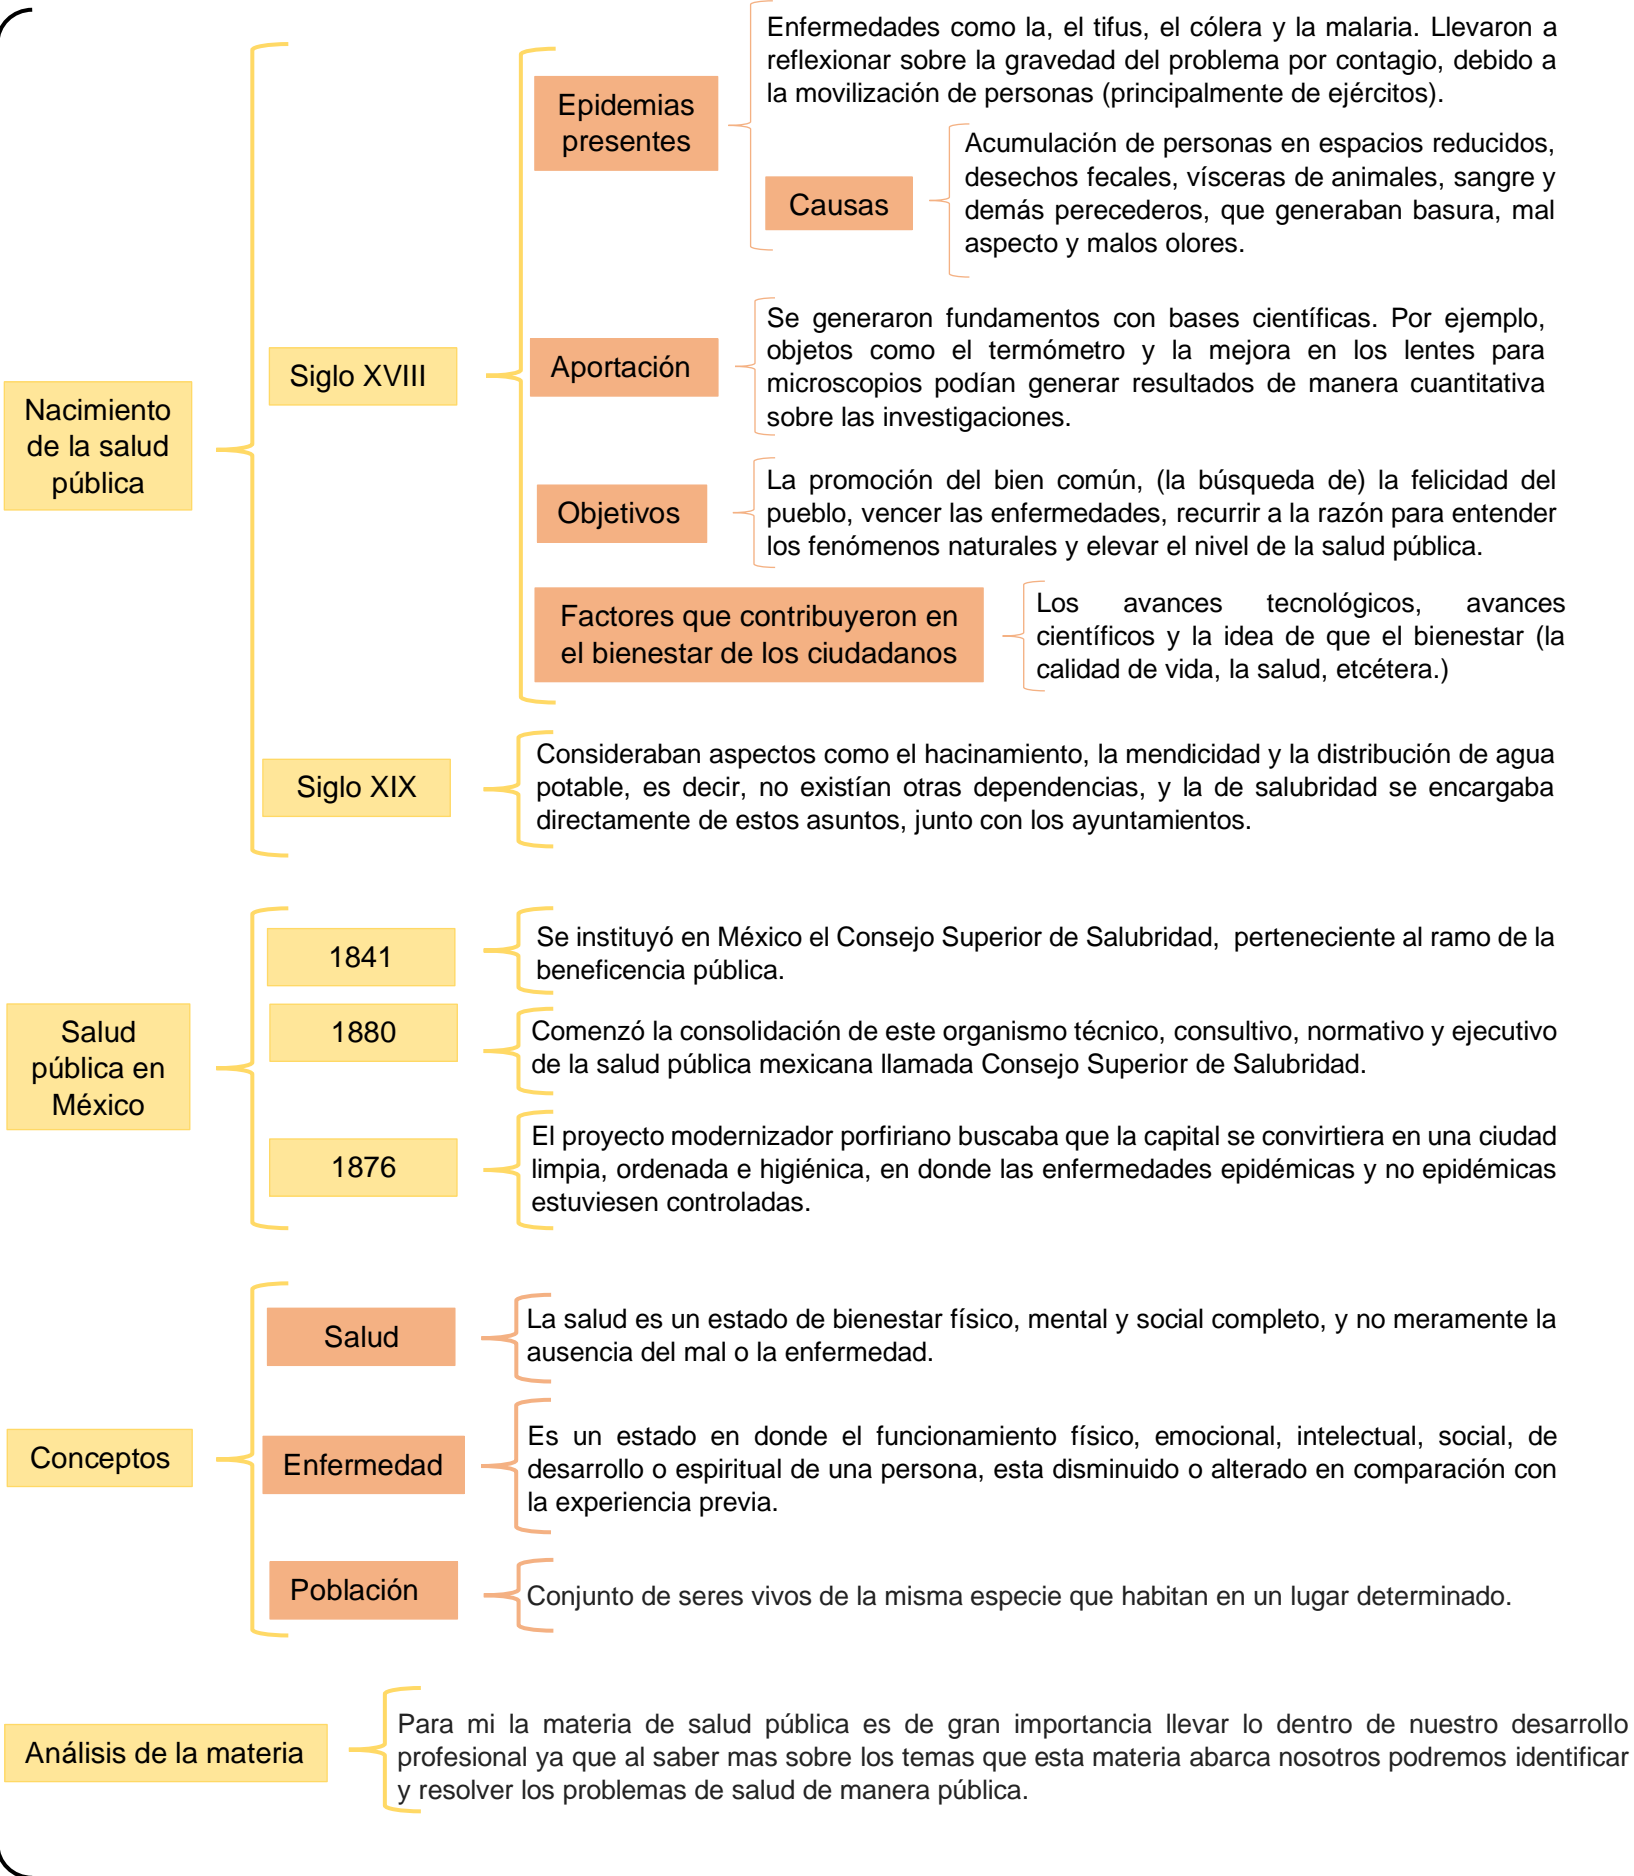 Nacimiento
de la salud
pública
Siglo XVIII
Epidemias
presentes
Enfermedades como la, el tifus, el cólera y la malaria. Llevaron a
reflexionar sobre la gravedad del problema por contagio, debido a
la movilización de personas (principalmente de ejércitos).
Causas
Acumulación de personas en espacios reducidos,
desechos fecales, vísceras de animales, sangre y
demás perecederos, que generaban basura, mal
aspecto y malos olores.
Aportación
Se generaron fundamentos con bases científicas. Por ejemplo,
objetos como el termómetro y la mejora en los lentes para
microscopios podían generar resultados de manera cuantitativa
sobre las investigaciones.
Objetivos
La promoción del bien común, (la búsqueda de) la felicidad del
pueblo, vencer las enfermedades, recurrir a la razón para entender
los fenómenos naturales y elevar el nivel de la salud pública.
Factores que contribuyeron en
el bienestar de los ciudadanos
Los avances tecnológicos, avances
científicos y la idea de que el bienestar (la
calidad de vida, la salud, etcétera.)
Siglo XIX
Consideraban aspectos como el hacinamiento, la mendicidad y la distribución de agua
potable, es decir, no existían otras dependencias, y la de salubridad se encargaba
directamente de estos asuntos, junto con los ayuntamientos.
Salud
pública en
México
1841
Se instituyó en México el Consejo Superior de Salubridad, perteneciente al ramo de la
beneficencia pública.
1880
Comenzó la consolidación de este organismo técnico, consultivo, normativo y ejecutivo
de la salud pública mexicana llamada Consejo Superior de Salubridad.
1876
El proyecto modernizador porfiriano buscaba que la capital se convirtiera en una ciudad
limpia, ordenada e higiénica, en donde las enfermedades epidémicas y no epidémicas
estuviesen controladas.
Conceptos
Salud
La salud es un estado de bienestar físico, mental y social completo, y no meramente la
ausencia del mal o la enfermedad.
Enfermedad
Es un estado en donde el funcionamiento físico, emocional, intelectual, social, de
desarrollo o espiritual de una persona, esta disminuido o alterado en comparación con
la experiencia previa.
Población
Conjunto de seres vivos de la misma especie que habitan en un lugar determinado.
Análisis de la materia
Para mi la materia de salud pública es de gran importancia llevar lo dentro de nuestro desarrollo
profesional ya que al saber mas sobre los temas que esta materia abarca nosotros podremos identificar
y resolver los problemas de salud de manera pública.